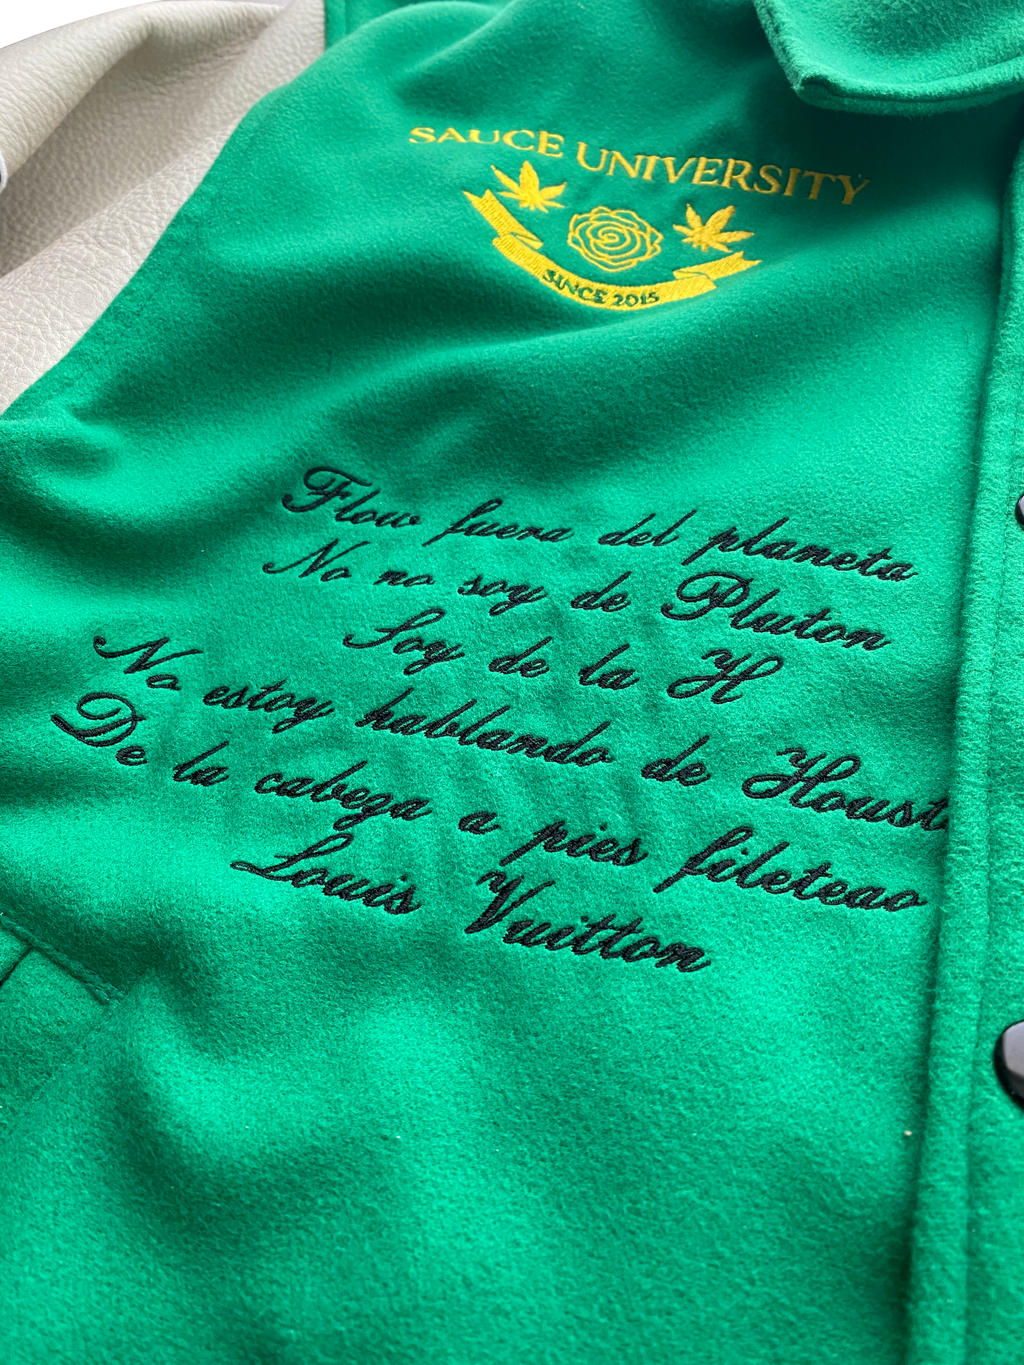 SAUCE UNIVERSITY
SINCE 2015
Flow fuera del planeta
No no soy de Pluton
Soy de la H
No estoy hablando de Houst
De la cabeza a pies fileteao
Louis Vuitton